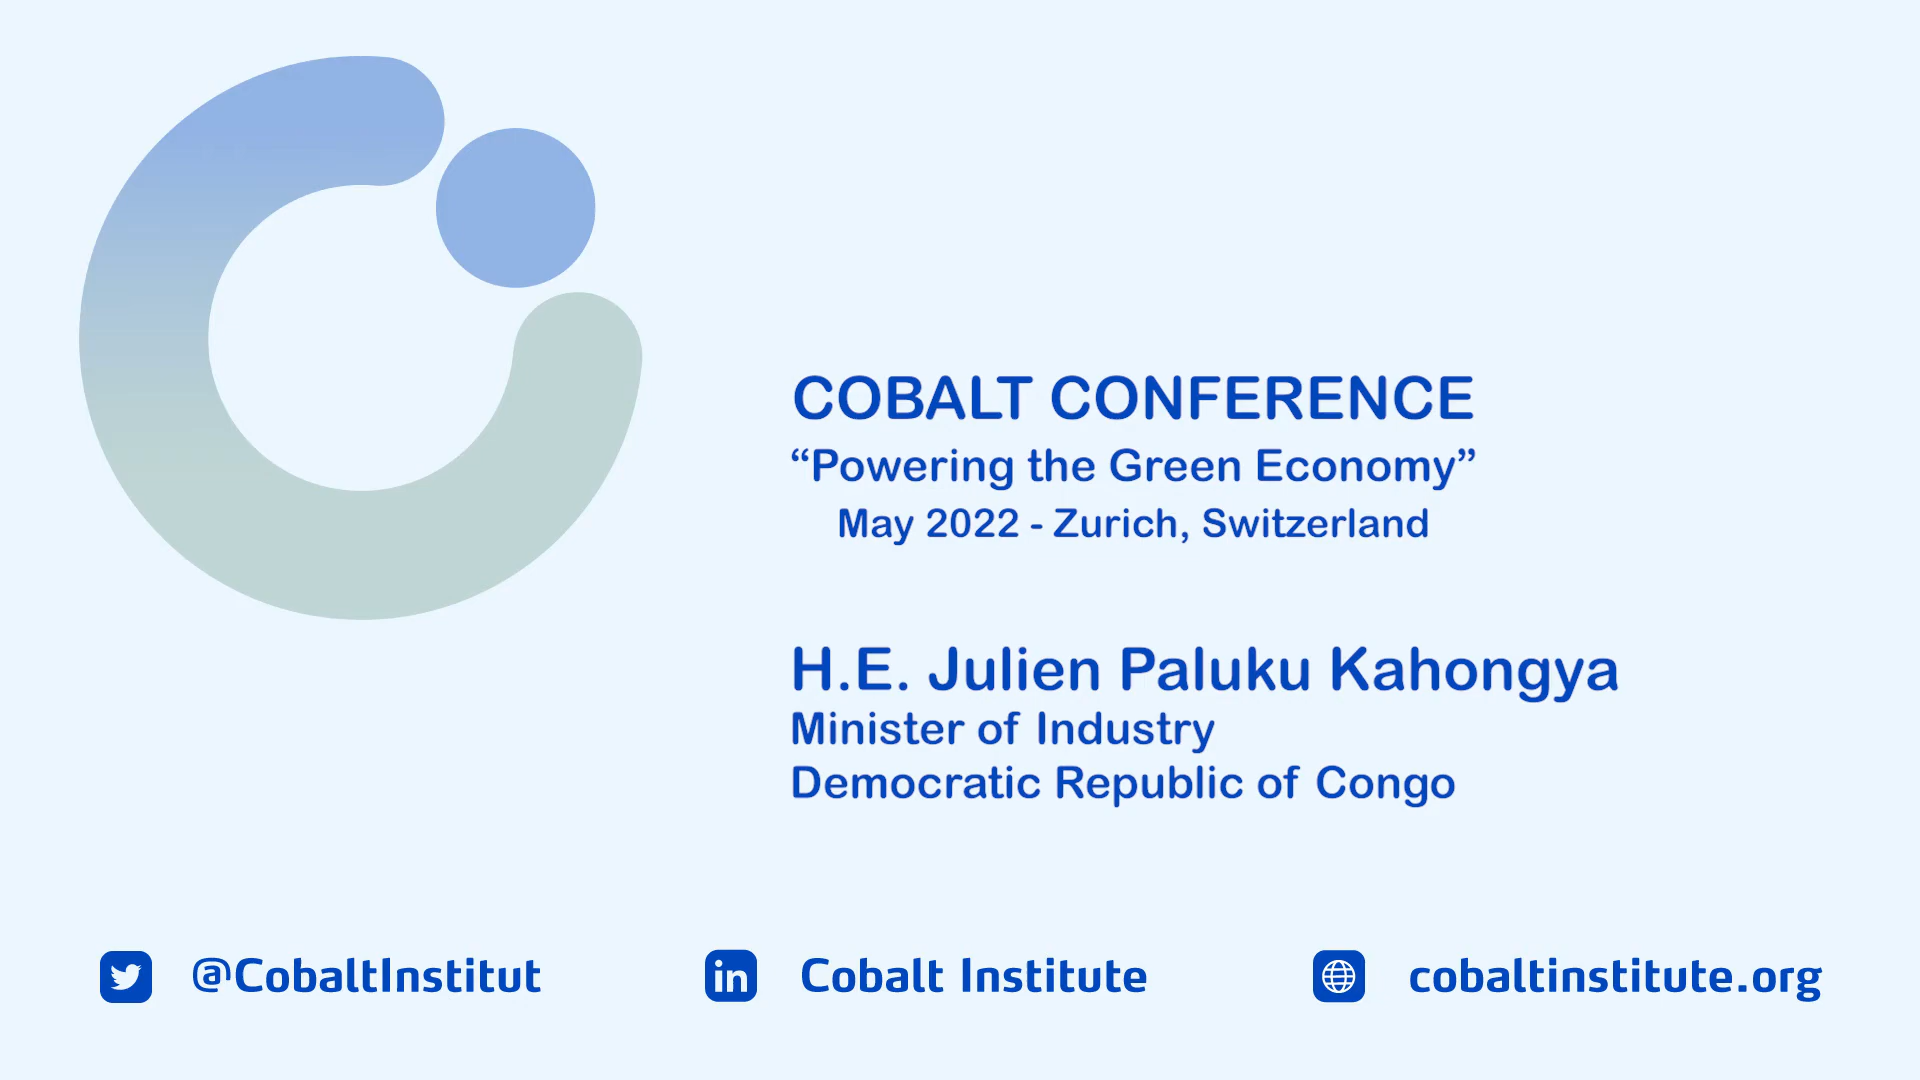 COBALT CONFERENCE
“Powering the Green Economy”
May 2022 - Zurich, Switzerland
H.E. Julien Paluku Kahongya
Minister of Industry
Democratic Republic of Congo
@CobaltInstitut
in Cobalt Institute
cobaltinstitute.org